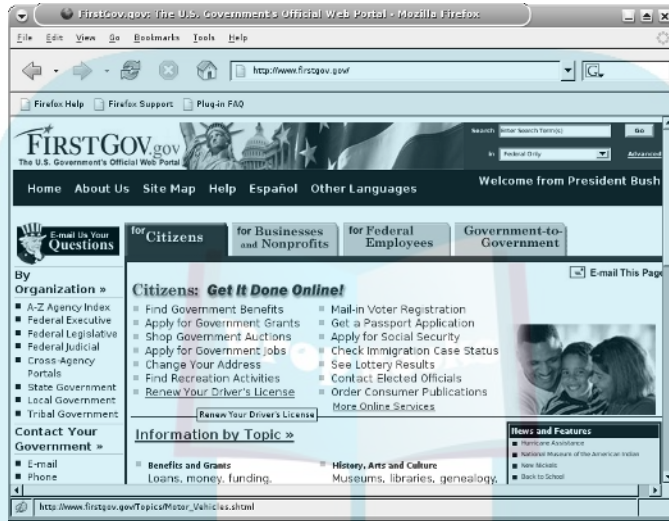 FirstGov.gov: The U.S. Government's Official Web Portal - Mozilla Firefox
File Edit View Go Bookmarks Tools Help
http://www.firstgov.gov/
G
Firefox Help Firefox Support Plug-in FAQ
FIRSTGOV.gov
The U.S. Government's Official Web Portal
Search Enter Search Term(s) Go
In Federal Only Advanced
Home About Us Site Map Help Español Other Languages
Welcome from President Bush
E-mail Us Your
Questions
for Citizens
for Businesses
and Nonprofits
for Federal
Employees
Government-to-
Government
E-mail This Page
By
Organization »
A-Z Agency Index
Federal Executive
Federal Legislative
Federal Judicial
Cross-Agency
Portals
State Government
Local Government
Tribal Government
Contact Your
Government »
E-mail
Phone
Citizens: Get It Done Online!
Find Government Benefits
Apply for Government Grants
Shop Government Auctions
Apply for Government Jobs
Change Your Address
Find Recreation Activities
Renew Your Driver's License
Mail-in Voter Registration
Get a Passport Application
Apply for Social Security
Check Immigration Case Status
See Lottery Results
Contact Elected Officials
Order Consumer Publications
More Online Services
Renew Your Driver's License
Information by Topic »
Benefits and Grants
Loans, money, funding.
History, Arts and Culture
Museums, libraries, genealogy.
News and Features
Hurricane Assistance
National Museum of the American Indian
New Nickels
Back to School
http://www.firstgov.gov/Topics/Motor_Vehicles.shtml